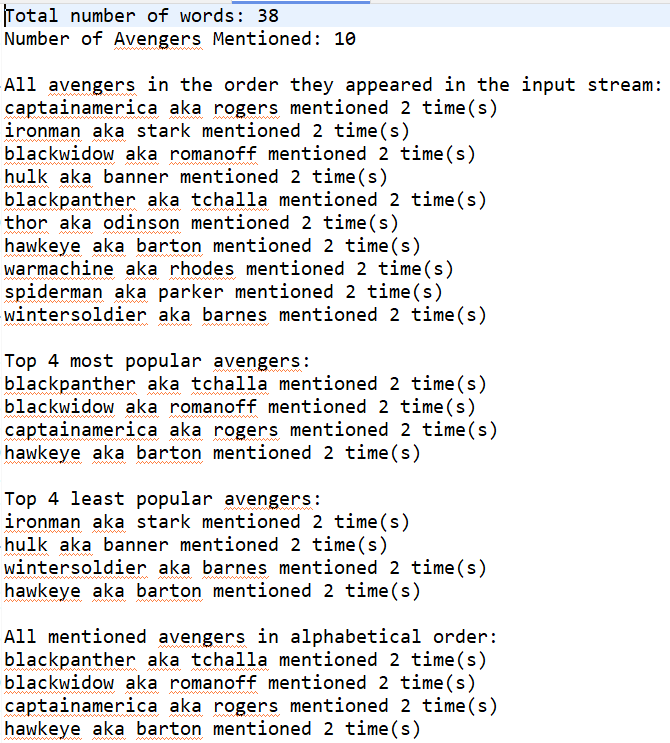 Total number of words: 38
Number of Avengers Mentioned: 10
All avengers in the order they appeared in the input stream:
captainamerica aka rogers mentioned 2 time(s)
ironman aka stark mentioned 2 time(s)
blackwidow aka romanoff mentioned 2 time(s)
hulk aka banner mentioned 2 time(s)
blackpanther aka tchalla mentioned 2 time(s)
thor aka odinson mentioned 2 time(s)
hawkeye aka barton mentioned 2 time(s)
warmachine aka rhodes mentioned 2 time(s)
spiderman aka parker mentioned 2 time(s)
wintersoldier aka barnes mentioned 2 time(s)
Top 4 most popular avengers:
blackpanther aka tchalla mentioned 2 time(s)
blackwidow aka romanoff mentioned 2 time(s)
captainamerica aka rogers mentioned 2 time(s)
hawkeye aka barton mentioned 2 time(s)
Top 4 least popular avengers:
ironman aka stark mentioned 2 time(s)
hulk aka banner mentioned 2 time(s)
wintersoldier aka barnes mentioned 2 time(s)
hawkeye aka barton mentioned 2 time(s)
All mentioned avengers in alphabetical order:
blackpanther aka tchalla mentioned 2 time(s)
blackwidow aka romanoff mentioned 2 time(s)
captainamerica aka rogers mentioned 2 time(s)
hawkeye aka barton mentioned 2 time(s)